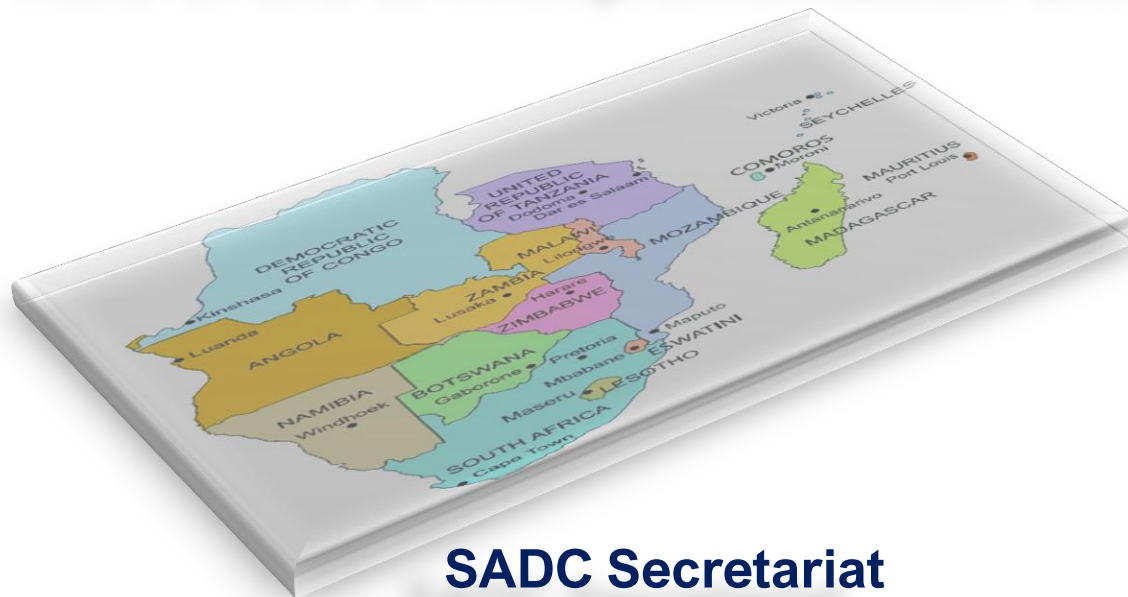 Victoria
SEYCHELLES
COMOROS
Moroni
MAURITIUS
Port Louis
UNITED
REPUBLIC
OF TANZANIA
Dodoma
Dar es Salaam
Antananarivo
MADAGASCAR
DEMOCRATIC
REPUBLIC
OF CONGO
Kinshasa
MALAWI
Lilongwe
MOZAMBIQUE
ZAMBIA
Lusaka
Harare
ZIMBABWE
Luanda
ANGOLA
Maputo
ESWATINI
BOTSWANA
Gaborone
Pretoria
Mbabane
LESOTHO
Maseru
NAMIBIA
Windhoek
SOUTH AFRICA
Cape Town
SADC Secretariat